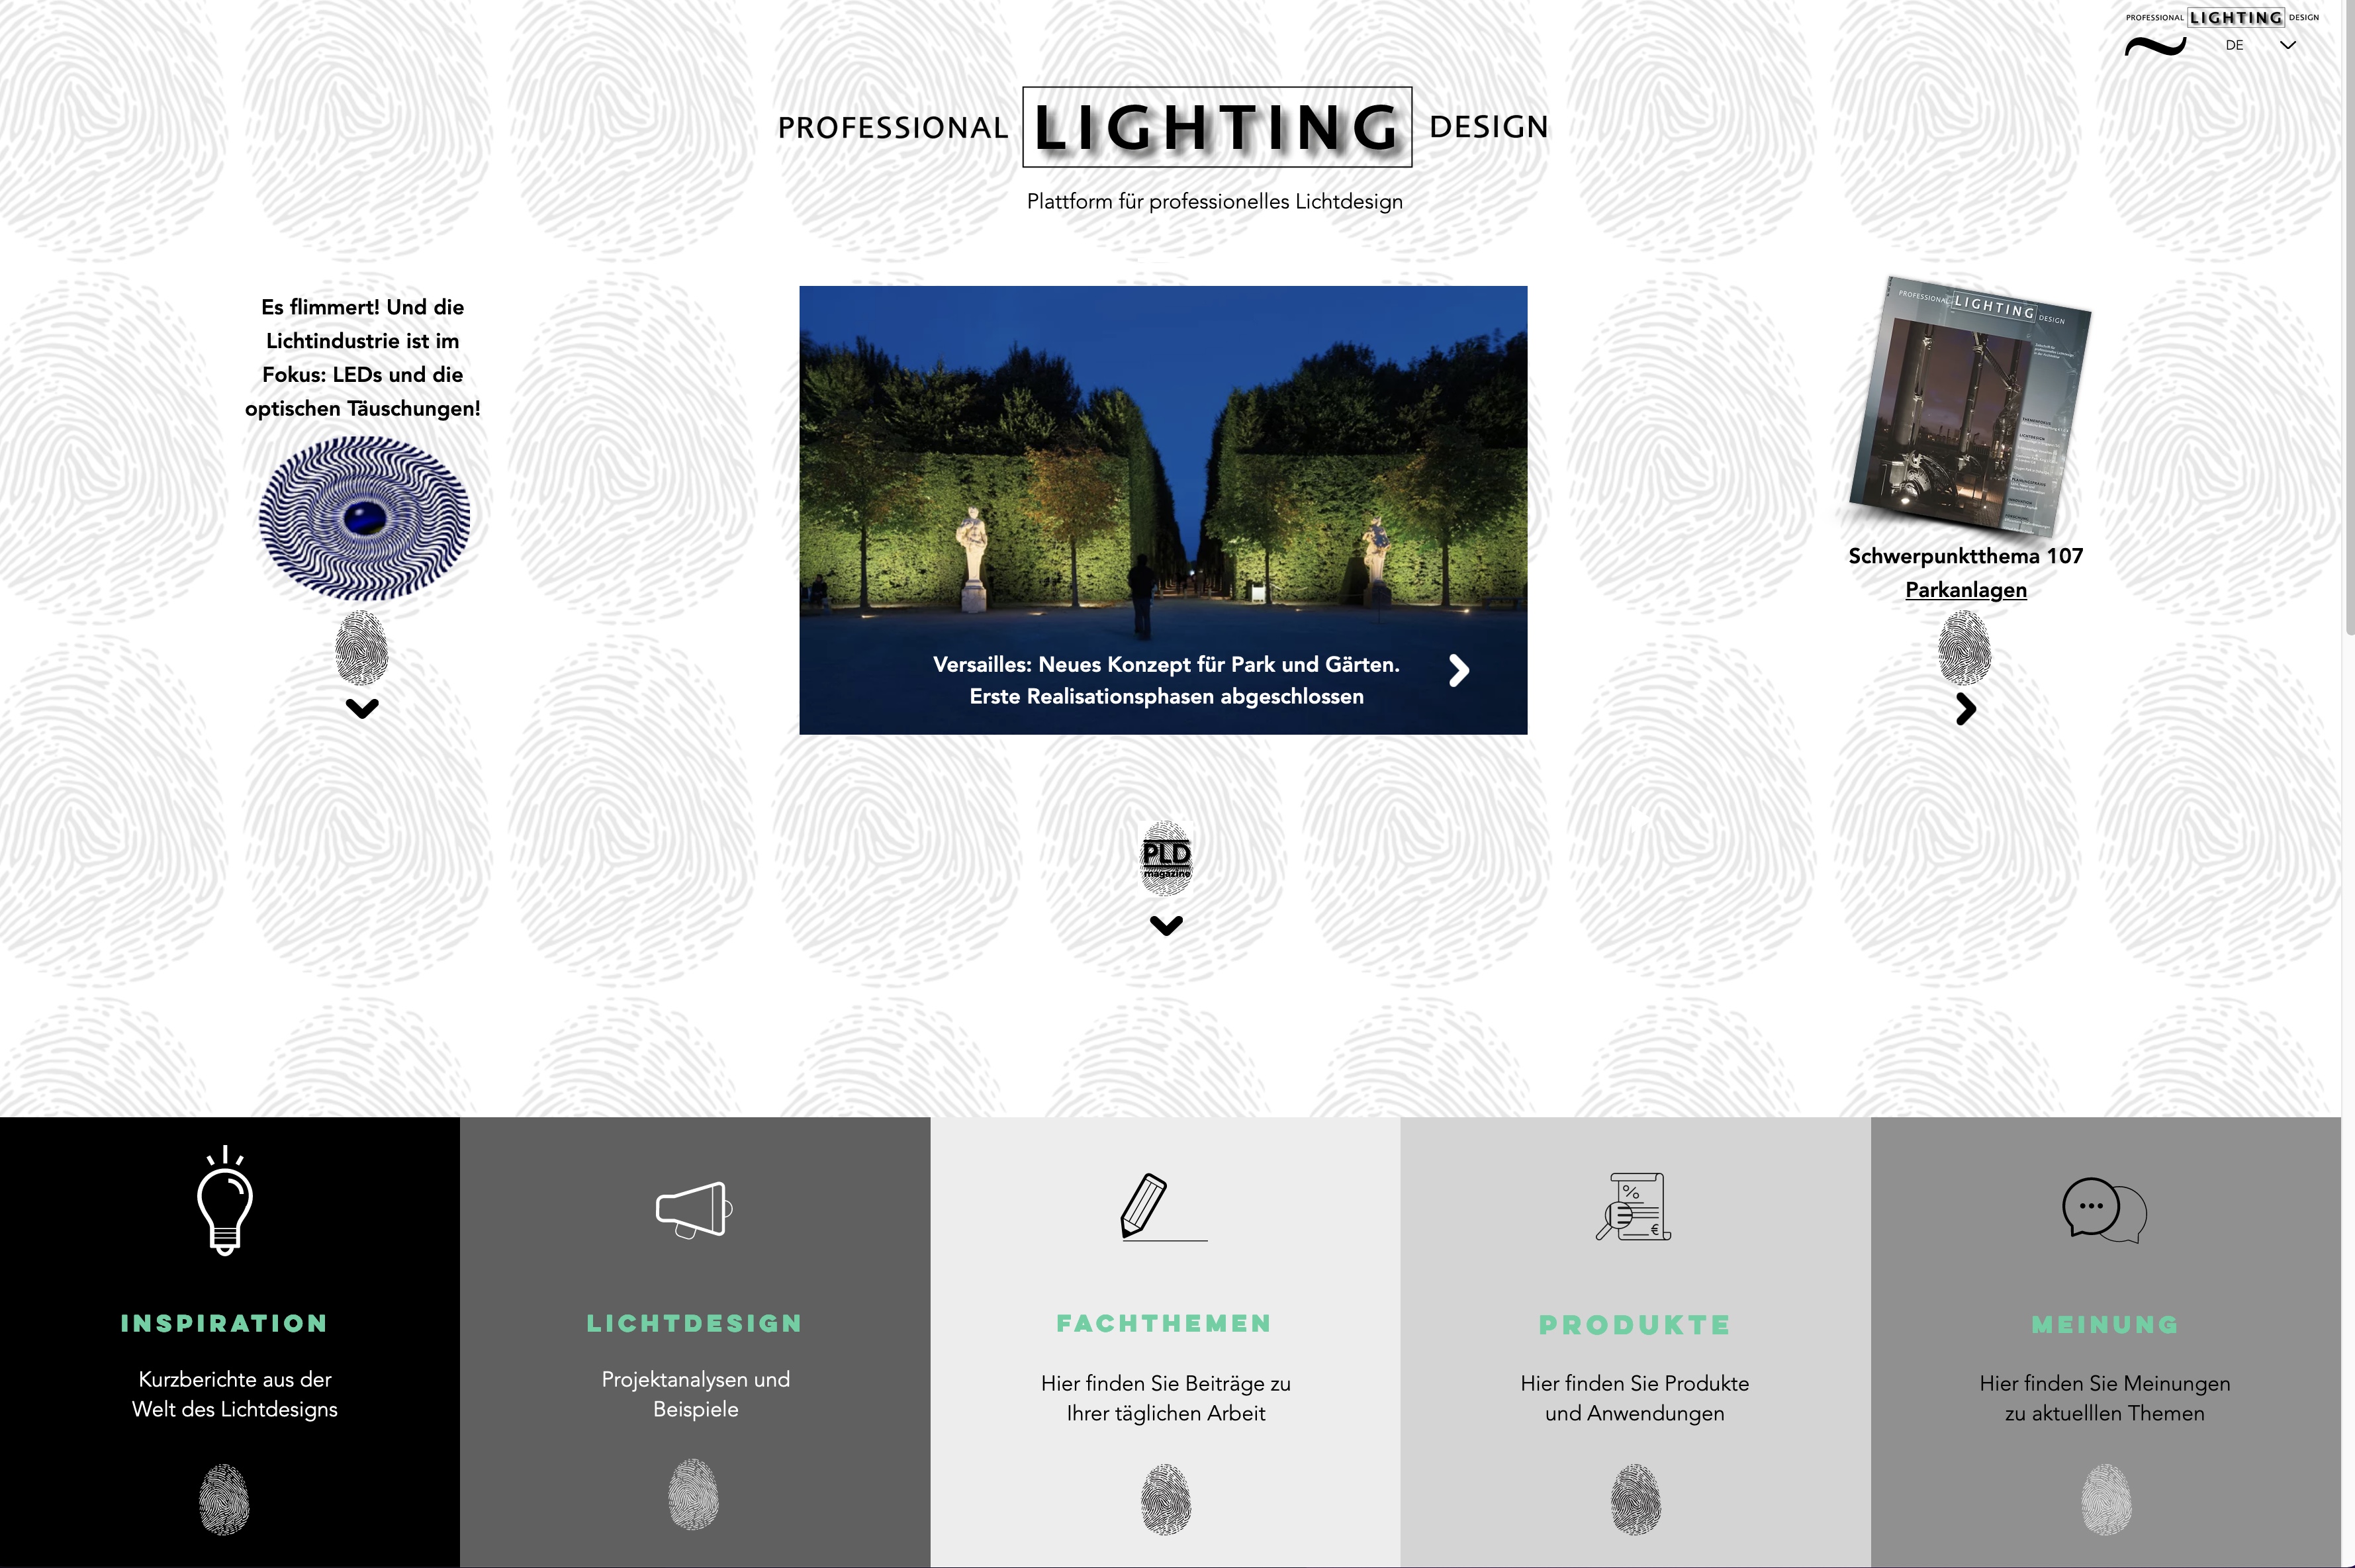 PROFESSIONAL LIGHTING DESIGN
DE
PROFESSIONAL LIGHTING DESIGN
Plattform für professionelles Lichtdesign
Es flimmert! Und die
Lichtindustrie ist im
Fokus: LEDs und die
optischen Täuschungen!
Versailles: Neues Konzept für Park und Gärten.
Erste Realisationsphasen abgeschlossen
PROFESSIONAL LIGHTING DESIGN
Schwerpunktthema 107
Parkanlagen
PLD
magazine
INSPIRATION
Kurzberichte aus der
Welt des Lichtdesigns
LICHTDESIGN
Projektanalysen und
Beispiele
FACHTHEMEN
Hier finden Sie Beiträge zu
Ihrer täglichen Arbeit
PRODUKTE
Hier finden Sie Produkte
und Anwendungen
MEINUNG
Hier finden Sie Meinungen
zu aktuelllen Themen